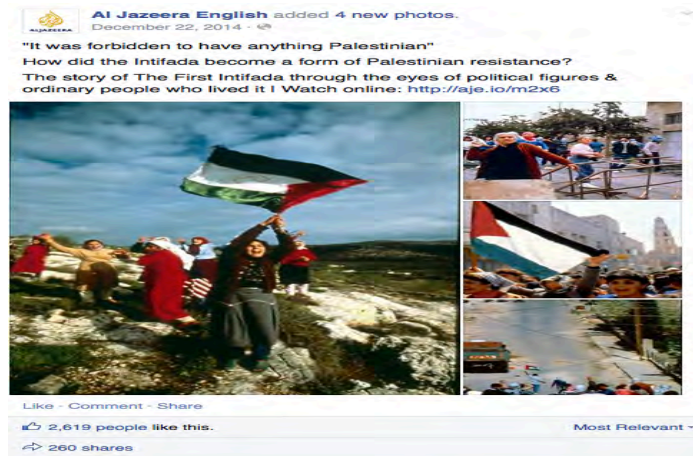 Al Jazeera English added 4 new photos.
ALJAZEERA
December 22, 2014 ·
"It was forbidden to have anything Palestinian"
How did the Intifada become a form of Palestinian resistance?
The story of The First Intifada through the eyes of political figures &
ordinary people who lived it l Watch online: http://aje.io/m2x6
Like · Comment · Share
2,619 people like this.
Most Relevant
260 shares